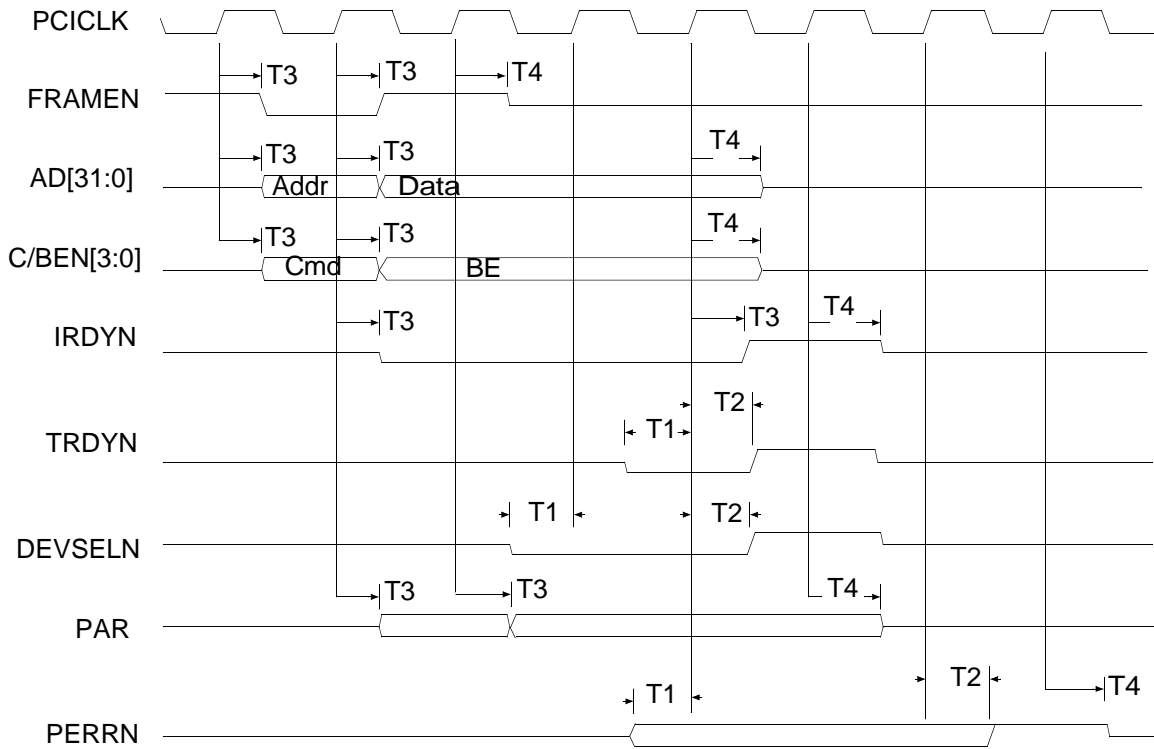 PCICLK
T3 T3 T4
FRAMEN
T3 T3 T4
AD[31:0]
Addr Data
T3 T3 T4
C/BEN[3:0]
Cmd BE
T3 T3 T4
IRDYN
T2
T1
TRDYN
T1 T2
DEVSELN
T3 T3 T4
PAR
T1 T2 T4
PERRN